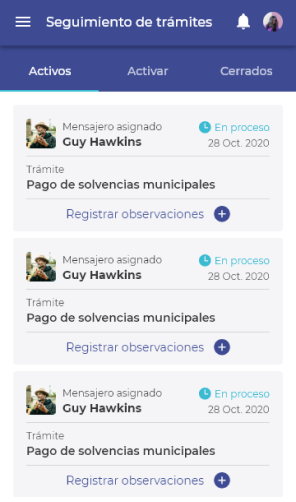 Seguimiento de trámites
Activos Activar Cerrados
Mensajero asignado En proceso
Guy Hawkins 28 Oct. 2020
Trámite
Pago de solvencias municipales
Registrar observaciones
Mensajero asignado En proceso
Guy Hawkins 28 Oct. 2020
Trámite
Pago de solvencias municipales
Registrar observaciones
Mensajero asignado En proceso
Guy Hawkins 28 Oct. 2020
Trámite
Pago de solvencias municipales
Registrar observaciones